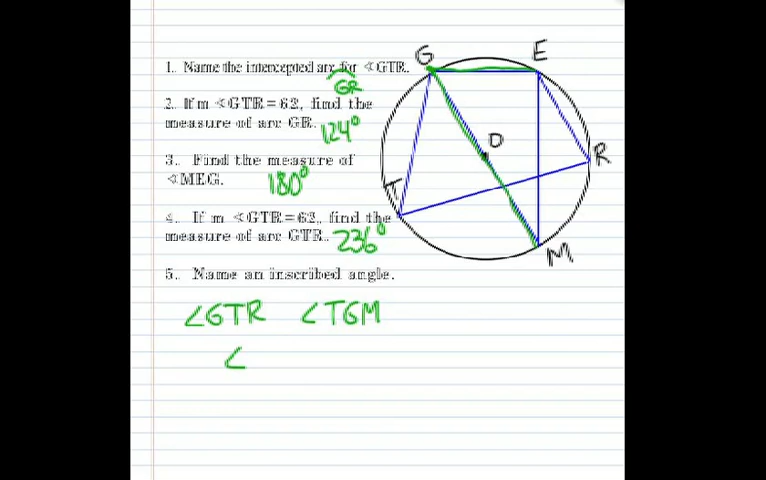 1. Name the intercepted arc for ∢GTR.
GR
2. If m ∢GTR = 62, find the
measure of arc GR. 124°
3. Find the measure of
∢MEG. 180°
4. If m ∢GTR = 62, find the
measure of arc GTR. 236°
5. Name an inscribed angle.
∠GTR ∠TGM
∠
G
E
D
R
T
M